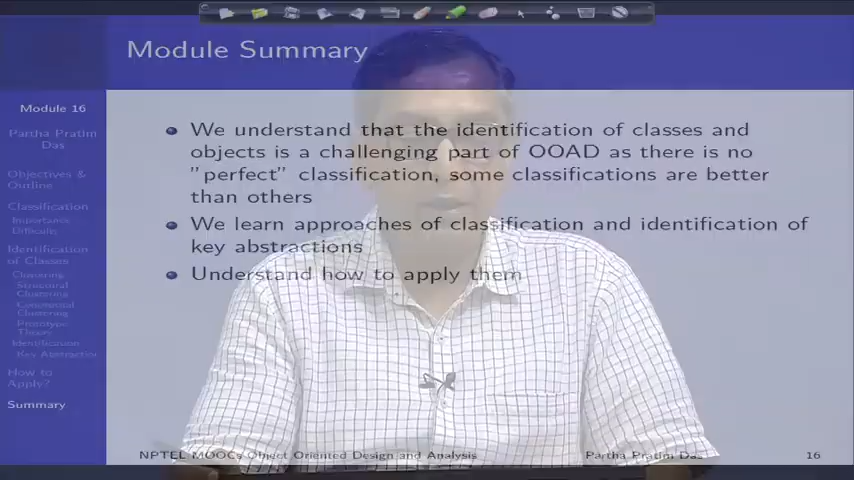 Module Summary
Module 16
Partha Pratim
Das
Objectives &
Outline
Classification
Importance
Difficulty
Identification
of Classes
Clustering
Structural
Clustering
Conceptual
Clustering
Prototype
Theory
Identification
Key Abstraction
How to
Apply?
Summary
We understand that the identification of classes and
objects is a challenging part of OOAD as there is no
"perfect" classification, some classifications are better
than others
We learn approaches of classification and identification of
key abstractions
Understand how to apply them
NPTEL MOOCs Object Oriented Design and Analysis
Partha Pratim Das
16